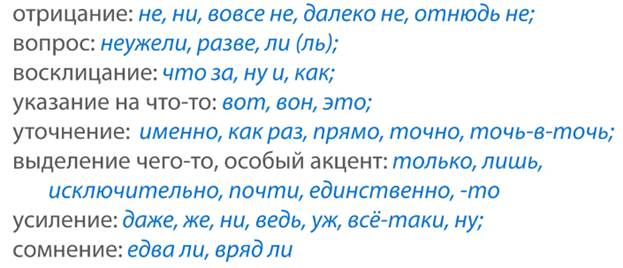 отрицание: не, ни, вовсе не, далеко не, отнюдь не;
вопрос: неужели, разве, ли (ль);
восклицание: что за, ну и, как;
указание на что-то: вот, вон, это;
уточнение: именно, как раз, прямо, точно, точь-в-точь;
выделение чего-то, особый акцент: только, лишь,
исключительно, почти, единственно, -то
усиление: даже, же, ни, ведь, уж, всё-таки, ну;
сомнение: едва ли, вряд ли